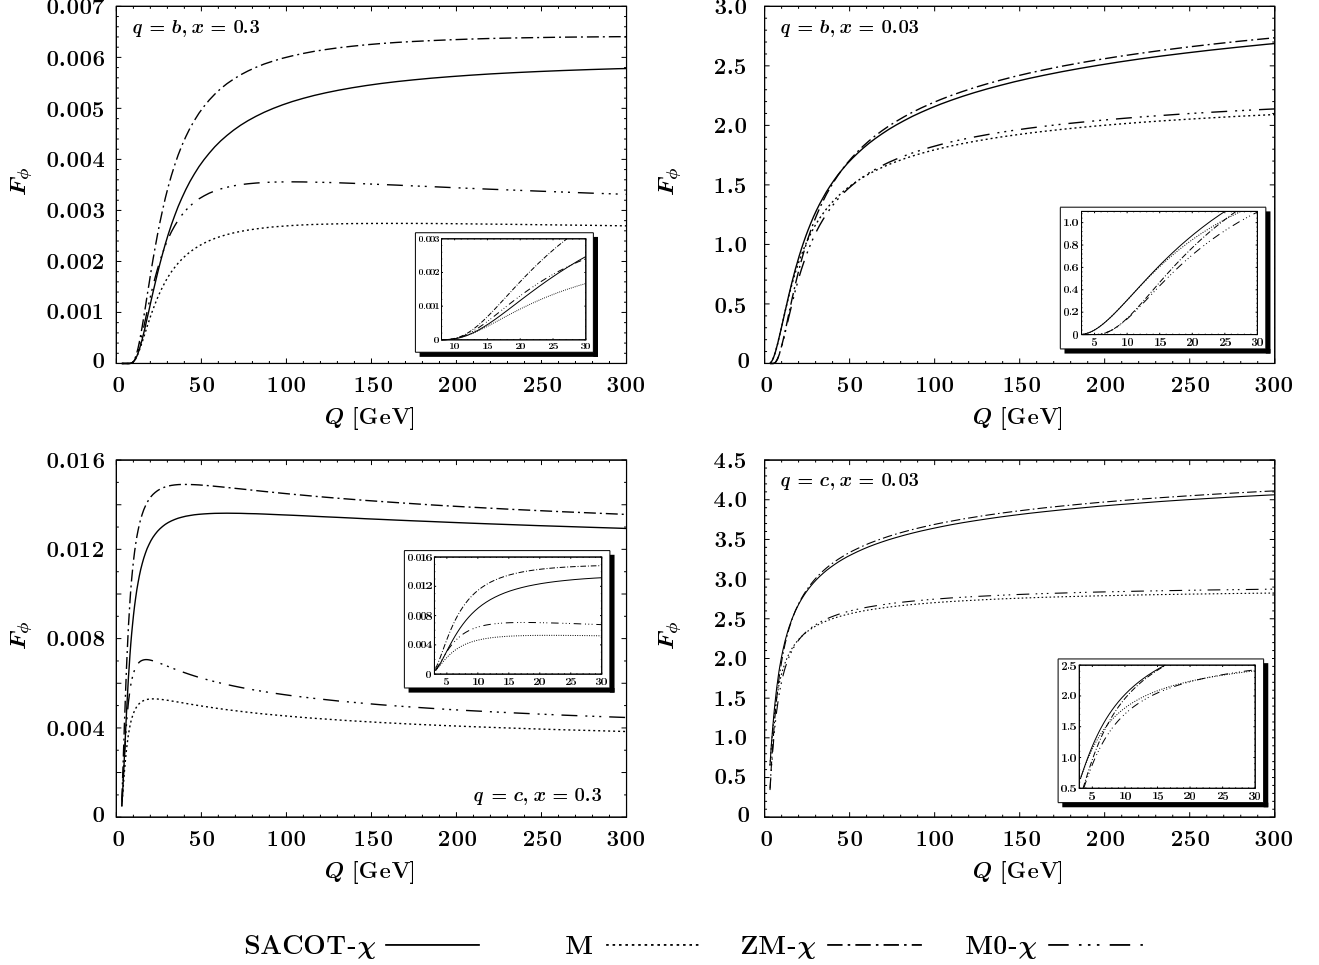 0.007
0.006
0.005
0.004
0.003
0.002
0.001
0
F_ϕ
q = b, x = 0.3
0.003
0.002
0.001
0
10 15 20 25 30
0 50 100 150 200 250 300
Q [GeV]
3.0
2.5
2.0
1.5
1.0
0.5
0
F_ϕ
q = b, x = 0.03
1.0
0.8
0.6
0.4
0.2
0
5 10 15 20 25 30
0 50 100 150 200 250 300
Q [GeV]
0.016
0.012
0.008
0.004
0
F_ϕ
0.016
0.012
0.008
0.004
0
5 10 15 20 25 30
q = c, x = 0.3
0 50 100 150 200 250 300
Q [GeV]
4.5
4.0
3.5
3.0
2.5
2.0
1.5
1.0
0.5
0
F_ϕ
q = c, x = 0.03
2.5
2.0
1.5
1.0
0.5
5 10 15 20 25 30
0 50 100 150 200 250 300
Q [GeV]
SACOT-χ M ZM-χ M0-χ